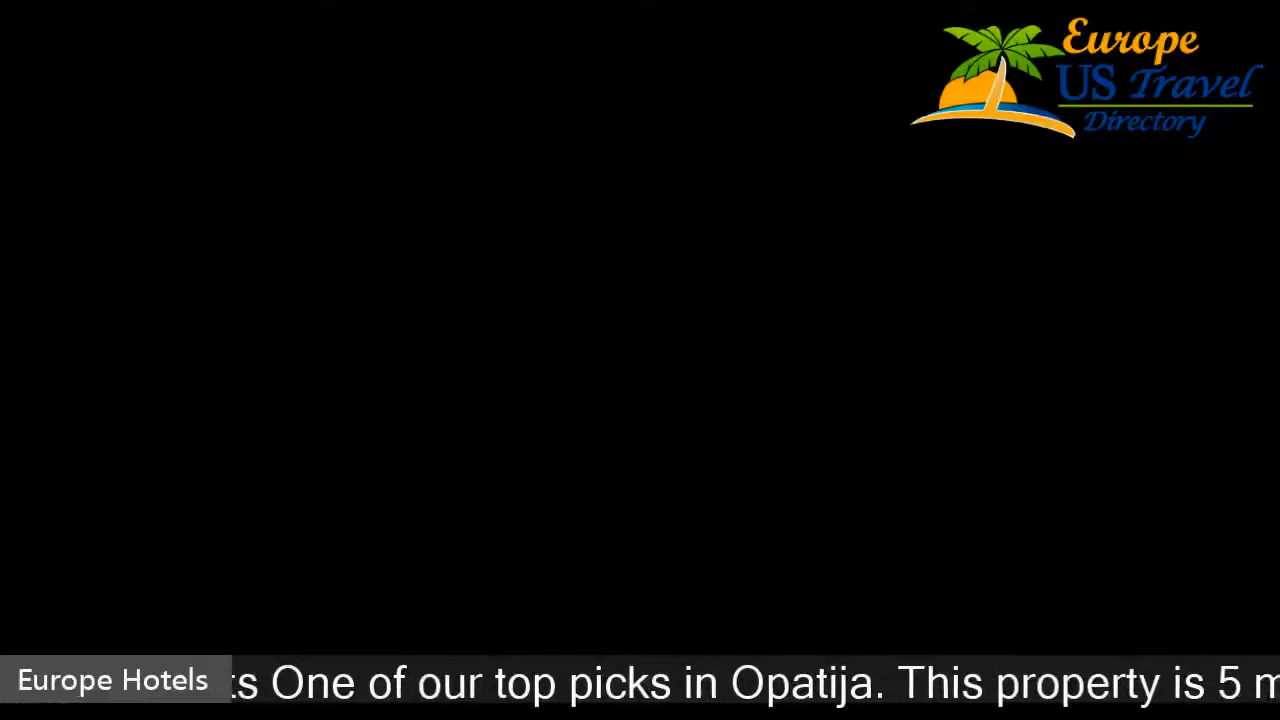 Europe
US Travel
Directory
Europe Hotels
One of our top picks in Opatija. This property is 5